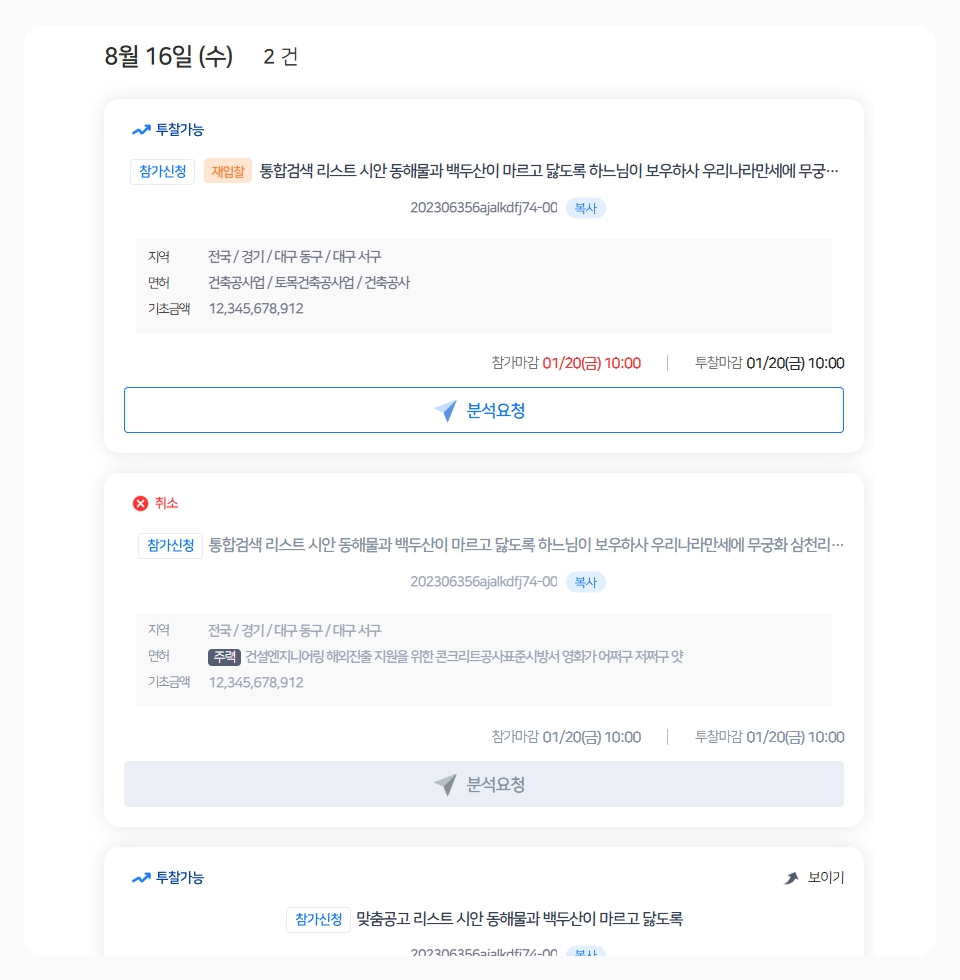 8월 16일 (수) 2 건
투찰가능
참가신청 재입찰 통합검색 리스트 시안 동해물과 백두산이 마르고 닳도록 하느님이 보우하사 우리나라만세에 무궁…
202306356ajalkdfj74-00 복사
지역 전국 / 경기 / 대구 동구 / 대구 서구
면허 건축공사업 / 토목건축공사업 / 건축공사
기초금액 12,345,678,912
참가마감 01/20(금) 10:00 | 투찰마감 01/20(금) 10:00
분석요청
취소
참가신청 통합검색 리스트 시안 동해물과 백두산이 마르고 닳도록 하느님이 보우하사 우리나라만세에 무궁화 삼천리…
202306356ajalkdfj74-00 복사
지역 전국 / 경기 / 대구 동구 / 대구 서구
면허 주력 건설엔지니어링 해외진출 지원을 위한 콘크리트공사표준시방서 영화가 어쩌구 저쩌구 얏
기초금액 12,345,678,912
참가마감 01/20(금) 10:00 | 투찰마감 01/20(금) 10:00
분석요청
투찰가능 보이기
참가신청 맞춤공고 리스트 시안 동해물과 백두산이 마르고 닳도록
202306356ajalkdfj74-00 복사